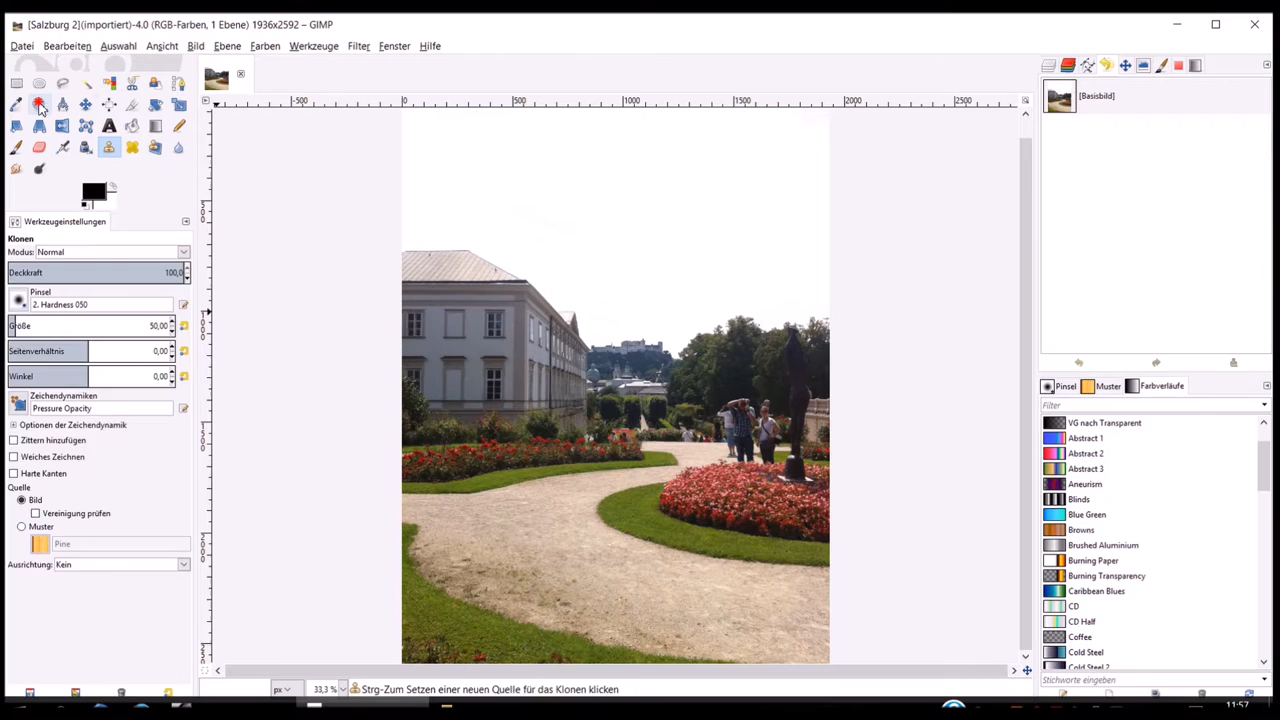 [Salzburg 2](importiert)-4.0 (RGB-Farben, 1 Ebene) 1936x2592 – GIMP
Datei Bearbeiten Auswahl Ansicht Bild Ebene Farben Werkzeuge Filter Fenster Hilfe
-500 0 500 1000 1500 2000 2500
[Basisbild]
Werkzeugeinstellungen
Klonen
Modus: Normal
Deckkraft 100,0
Pinsel
2. Hardness 050
Größe 50,00
Seitenverhältnis 0,00
Winkel 0,00
Zeichendynamiken
Pressure Opacity
Optionen der Zeichendynamik
Zittern hinzufügen
Weiches Zeichnen
Harte Kanten
Quelle
Bild
Vereinigung prüfen
Muster
Pine
Ausrichtung: Kein
Pinsel Muster Farbverläufe
Filter
VG nach Transparent
Abstract 1
Abstract 2
Abstract 3
Aneurism
Blinds
Blue Green
Browns
Brushed Aluminium
Burning Paper
Burning Transparency
Caribbean Blues
CD
CD Half
Coffee
Cold Steel
Cold Steel 2
Stichworte eingeben
px 33,3 % Strg-Zum Setzen einer neuen Quelle für das Klonen klicken
11:57